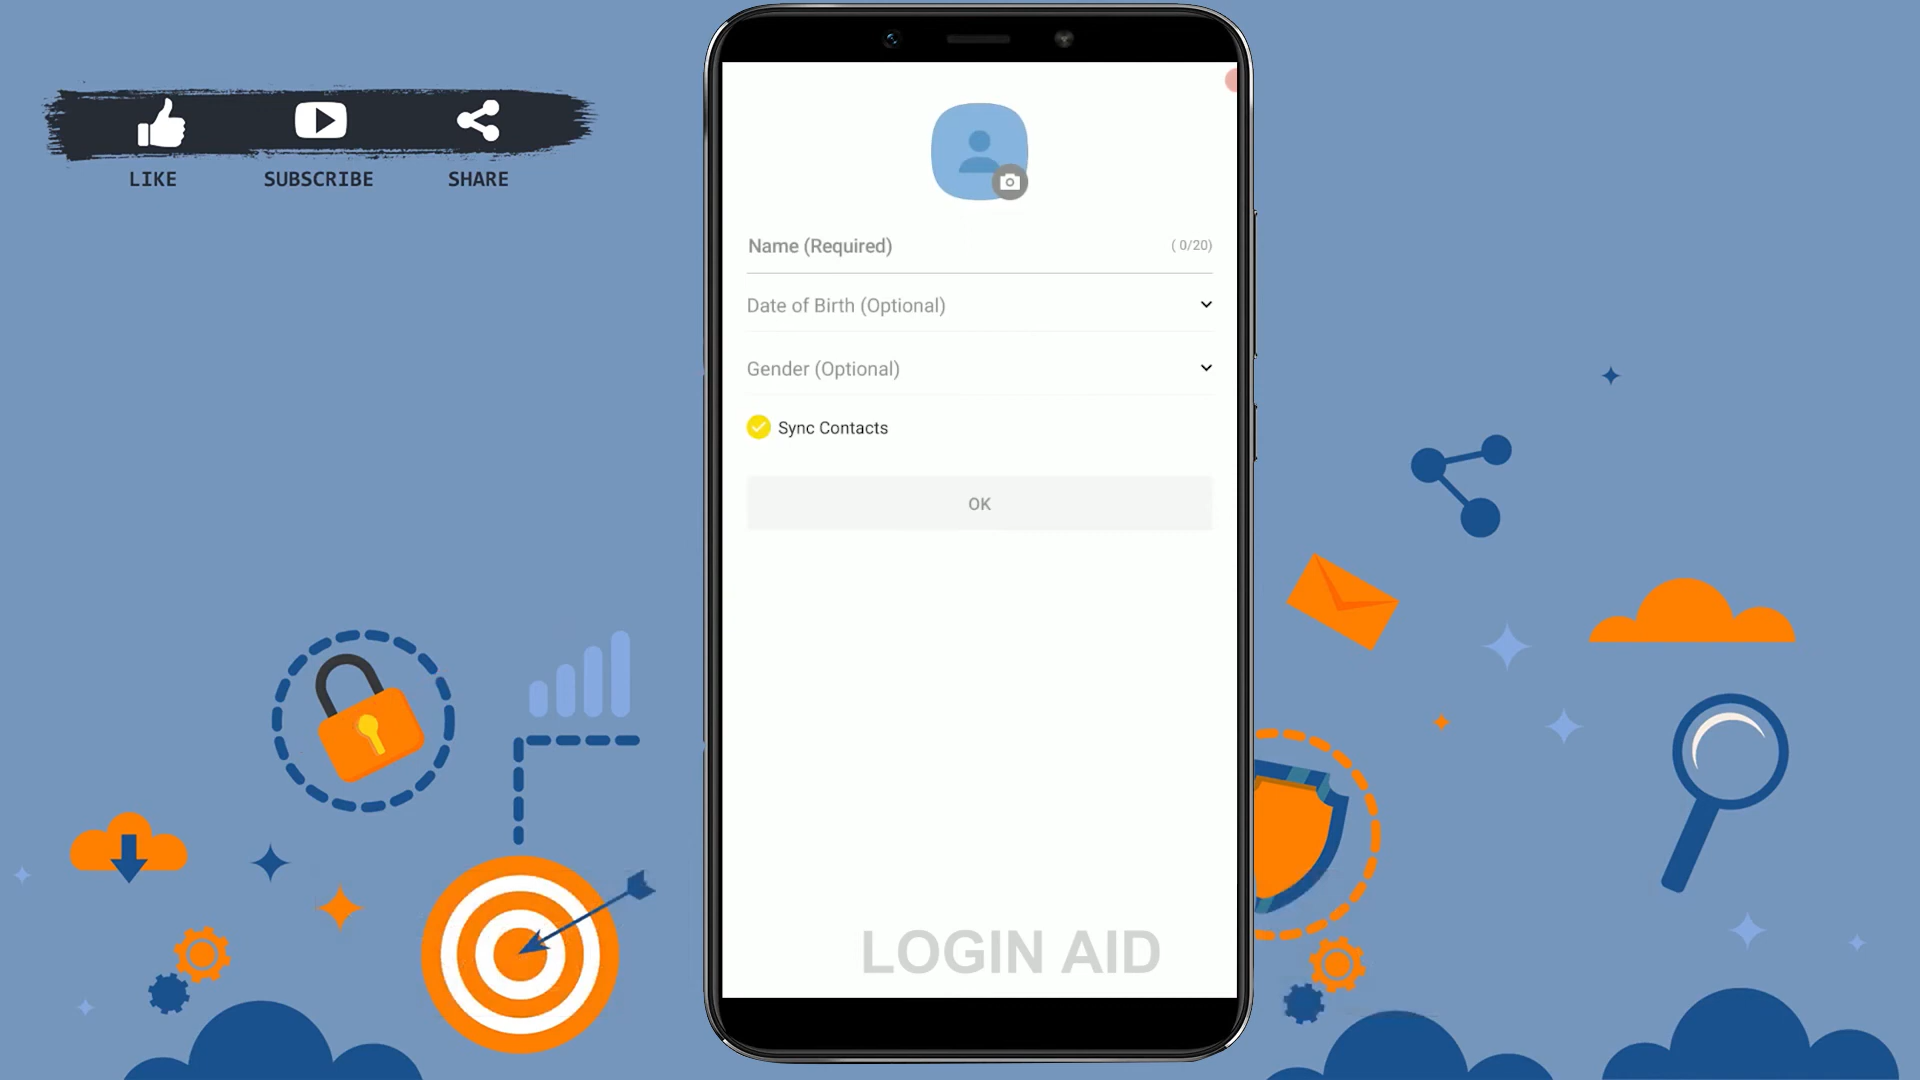 LIKE
SUBSCRIBE
SHARE
Name (Required)
( 0/20)
Date of Birth (Optional)
Gender (Optional)
Sync Contacts
OK
LOGIN AID